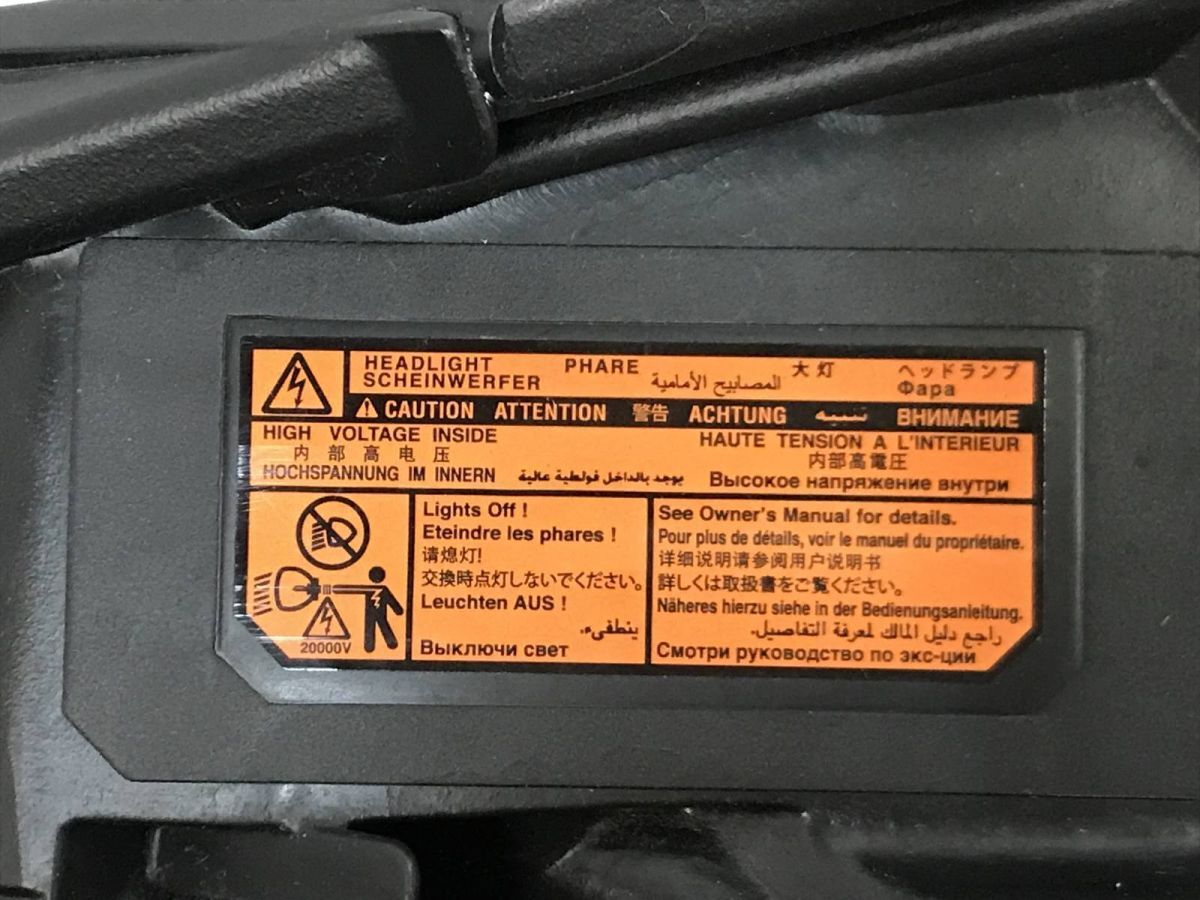 HEADLIGHT PHARE 大灯 ヘッドランプ
SCHEINWERFER المصابيح الأمامية Фара
CAUTION ATTENTION 警告 ACHTUNG تنبيه ВНИМАНИЕ
HIGH VOLTAGE INSIDE HAUTE TENSION A L'INTERIEUR
内部高电压 内部高電圧
HOCHSPANNUNG IM INNERN يوجد بالداخل فولطية عالية Высокое напряжение внутри
20000V
Lights Off !
Eteindre les phares !
请熄灯!
交換時点灯しないでください。
Leuchten AUS !
ينطفىء.
Выключи свет
See Owner's Manual for details.
Pour plus de détails, voir le manuel du propriétaire.
详细说明请参阅用户说明书
詳しくは取扱書をご覧ください。
Näheres hierzu siehe in der Bedienungsanleitung.
راجع دليل المالك لمعرفة التفاصيل.
Смотри руководство по экс-ции